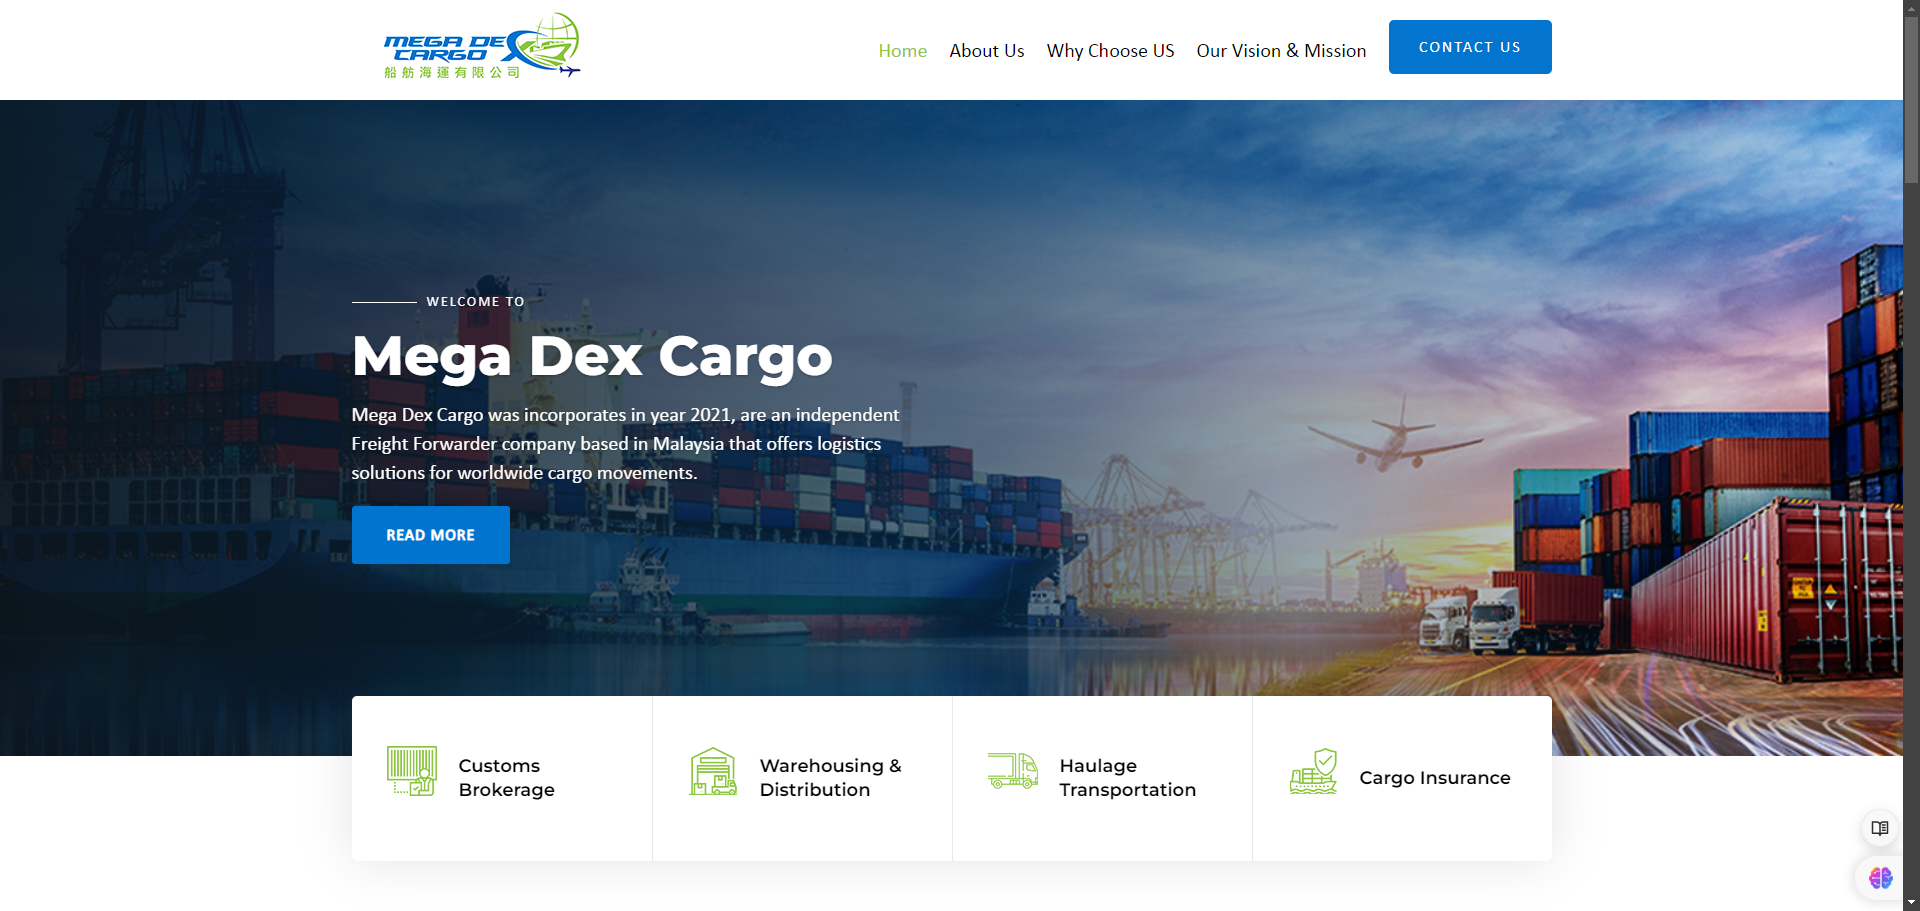 MEGA DEX
CARGO
船舫海運有限公司
Home
About Us
Why Choose US
Our Vision & Mission
CONTACT US
WELCOME TO
Mega Dex Cargo
Mega Dex Cargo was incorporates in year 2021, are an independent
Freight Forwarder company based in Malaysia that offers logistics
solutions for worldwide cargo movements.
READ MORE
Customs
Brokerage
Warehousing &
Distribution
Haulage
Transportation
Cargo Insurance